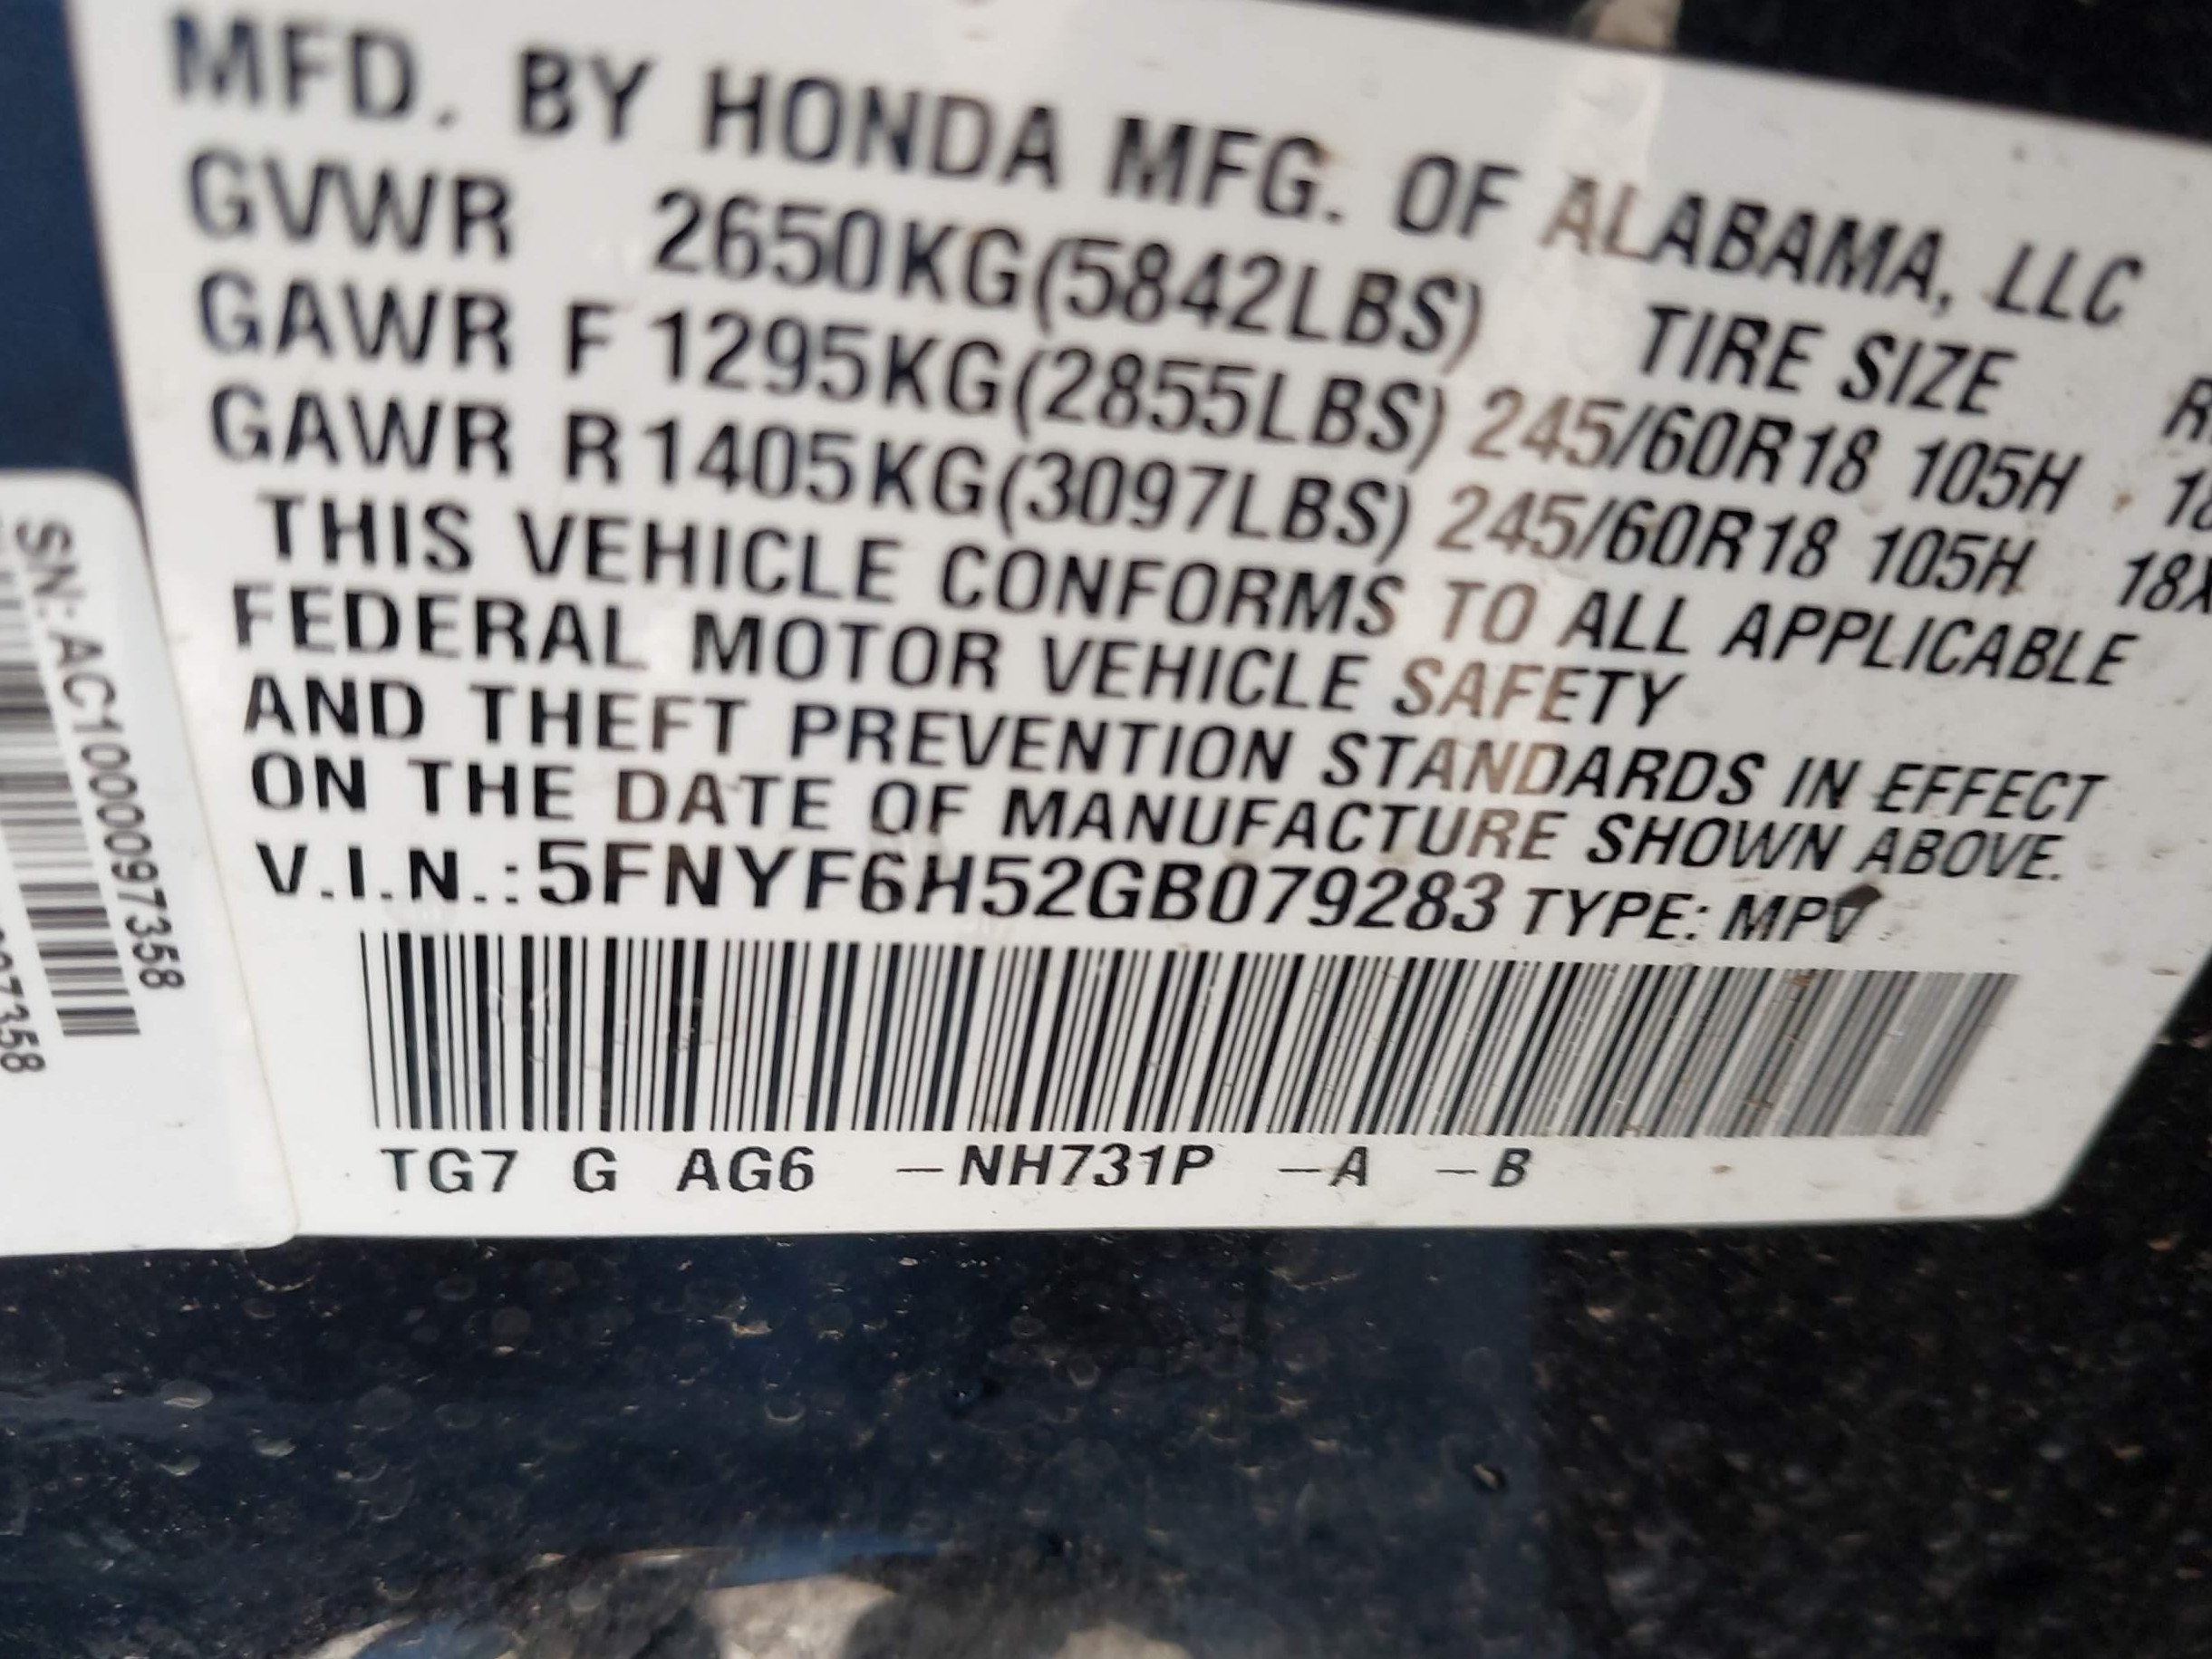 MFD. BY HONDA MFG. OF ALABAMA, LLC
GVWR 2650KG(5842LBS) TIRE SIZE
GAWR F 1295KG(2855LBS) 245/60R18 105H
GAWR R 1405KG(3097LBS) 245/60R18 105H 18X
THIS VEHICLE CONFORMS TO ALL APPLICABLE
FEDERAL MOTOR VEHICLE SAFETY
AND THEFT PREVENTION STANDARDS IN EFFECT
ON THE DATE OF MANUFACTURE SHOWN ABOVE.
V.I.N.: 5FNYF6H52GB079283 TYPE: MPV
TG7 G AG6 -NH731P -A -B
SN: AC1000097358